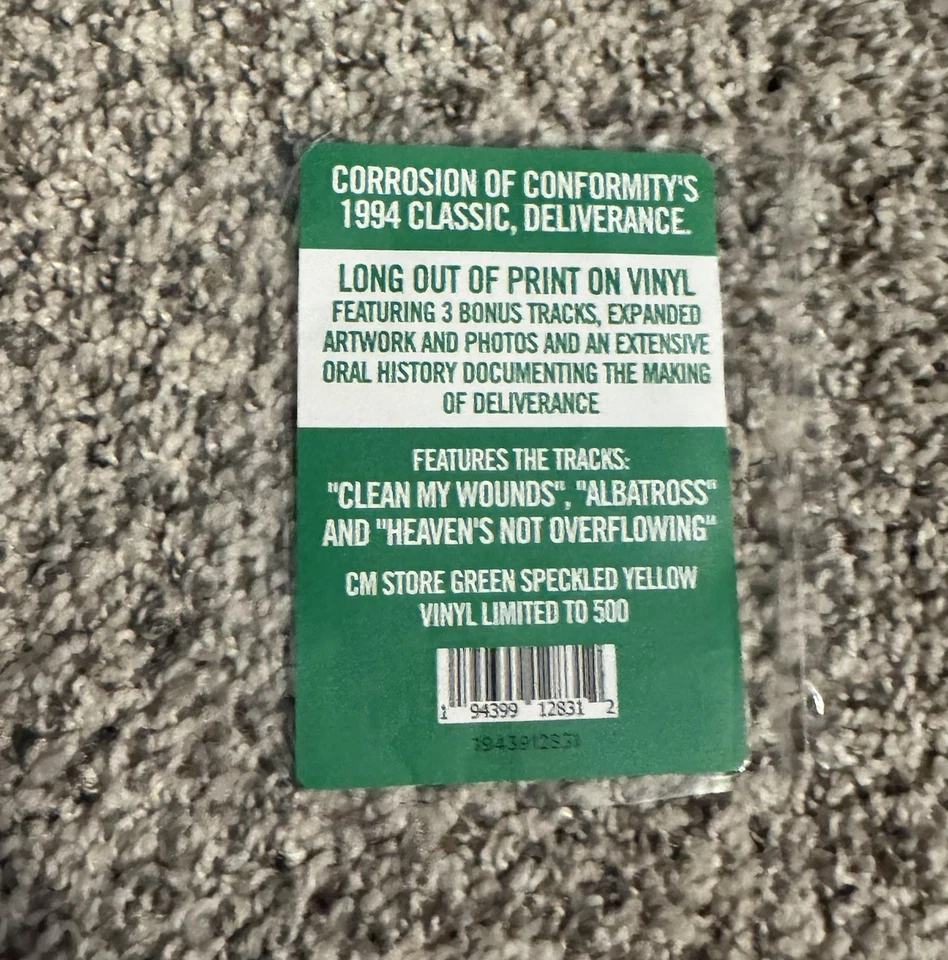 CORROSION OF CONFORMITY'S
1994 CLASSIC, DELIVERANCE.
LONG OUT OF PRINT ON VINYL
FEATURING 3 BONUS TRACKS, EXPANDED
ARTWORK AND PHOTOS AND AN EXTENSIVE
ORAL HISTORY DOCUMENTING THE MAKING
OF DELIVERANCE
FEATURES THE TRACKS:
"CLEAN MY WOUNDS", "ALBATROSS"
AND "HEAVEN'S NOT OVERFLOWING"
CM STORE GREEN SPECKLED YELLOW
VINYL LIMITED TO 500
1 94399 12831 2